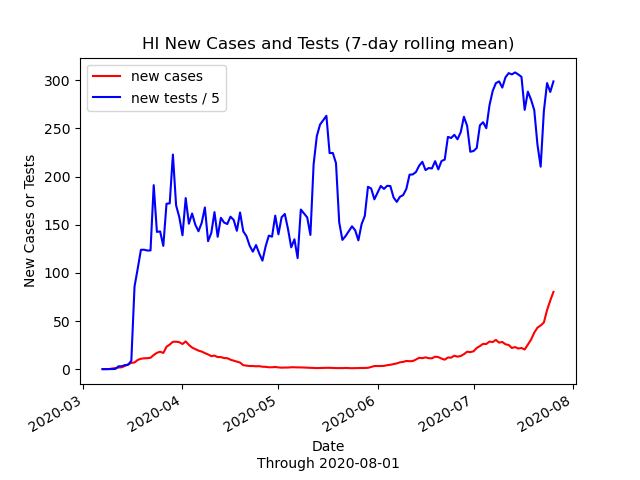 HI New Cases and Tests (7-day rolling mean)
new cases
new tests / 5
New Cases or Tests
300
250
200
150
100
50
0
2020-03
2020-04
2020-05
2020-06
2020-07
2020-08
Date
Through 2020-08-01